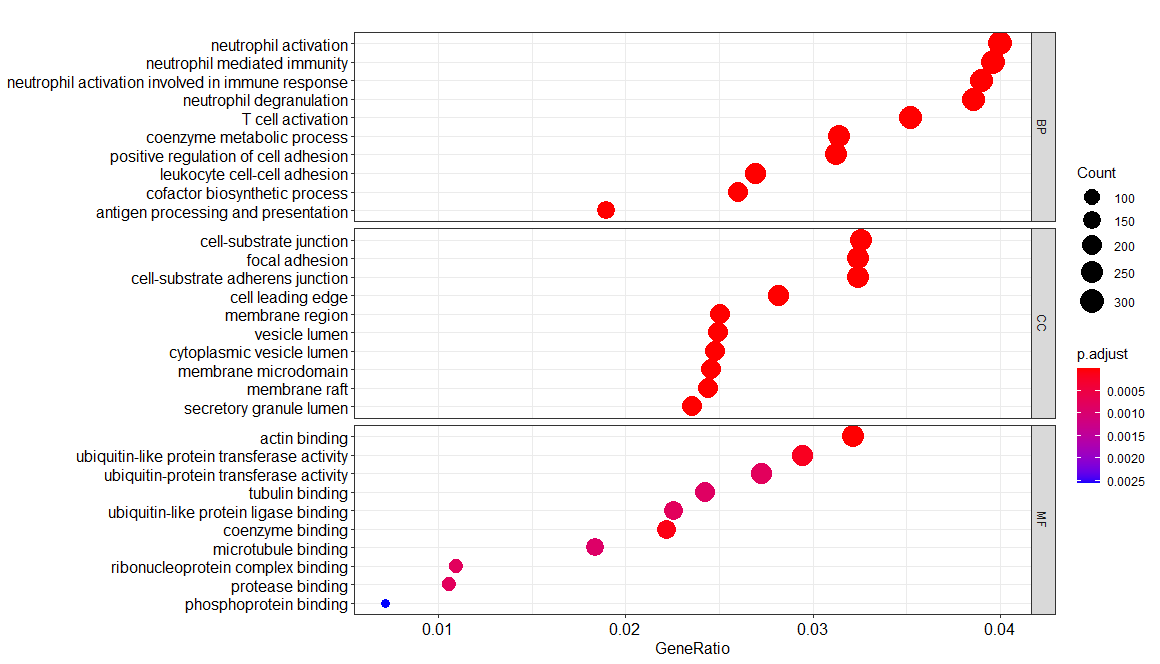 neutrophil activation
neutrophil mediated immunity
neutrophil activation involved in immune response
neutrophil degranulation
T cell activation
coenzyme metabolic process
positive regulation of cell adhesion
leukocyte cell-cell adhesion
cofactor biosynthetic process
antigen processing and presentation
BP
cell-substrate junction
focal adhesion
cell-substrate adherens junction
cell leading edge
membrane region
vesicle lumen
cytoplasmic vesicle lumen
membrane microdomain
membrane raft
secretory granule lumen
CC
actin binding
ubiquitin-like protein transferase activity
ubiquitin-protein transferase activity
tubulin binding
ubiquitin-like protein ligase binding
coenzyme binding
microtubule binding
ribonucleoprotein complex binding
protease binding
phosphoprotein binding
MF
0.01 0.02 0.03 0.04
GeneRatio
Count
100
150
200
250
300
p.adjust
0.0005
0.0010
0.0015
0.0020
0.0025